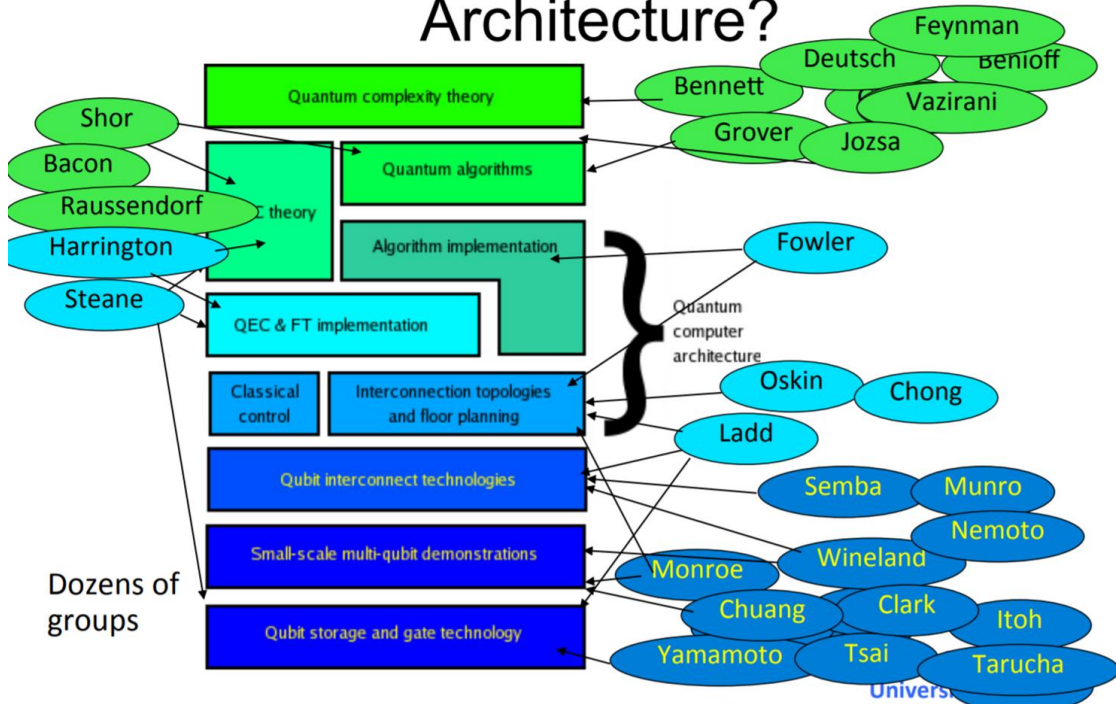 Architecture?
Feynman
Deutsch
Benioff
Bennett
Vazirani
Quantum complexity theory
Shor
Grover
Jozsa
Bacon
Quantum algorithms
Raussendorf
theory
Harrington
Algorithm implementation
Fowler
Steane
QEC & FT implementation
Quantum
computer
architecture
Classical
control
Interconnection topologies
and floor planning
Oskin
Chong
Ladd
Qubit interconnect technologies
Semba
Munro
Nemoto
Small-scale multi-qubit demonstrations
Wineland
Monroe
Dozens of
groups
Chuang
Clark
Itoh
Qubit storage and gate technology
Yamamoto
Tsai
Tarucha